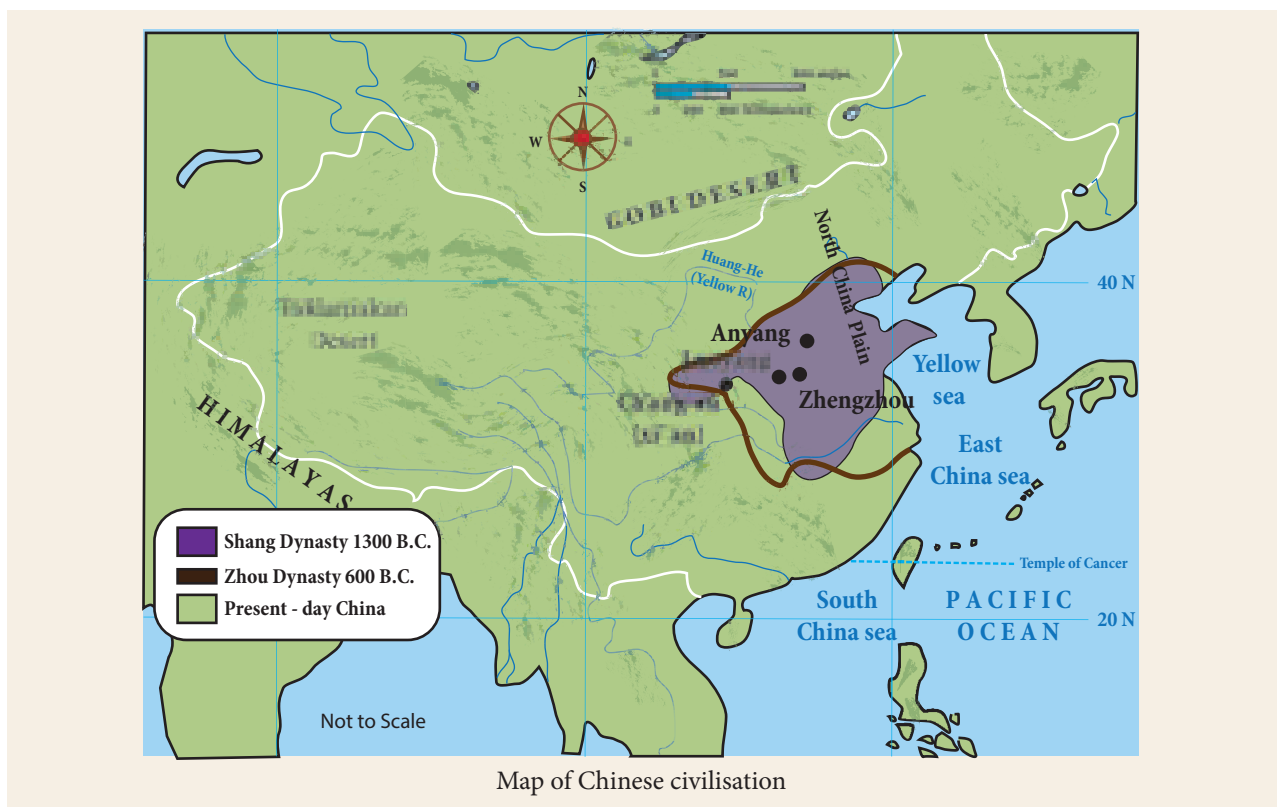 N
W
S
GOBI DESERT
North China Plain
Huang-He
(Yellow R)
40 N
Desert
Anyang
Zhengzhou
Yellow
sea
HIMALAYAS
East
China sea
Shang Dynasty 1300 B.C.
Zhou Dynasty 600 B.C.
Present - day China
Temple of Cancer
South
China sea
PACIFIC
OCEAN
20 N
Not to Scale
Map of Chinese civilisation